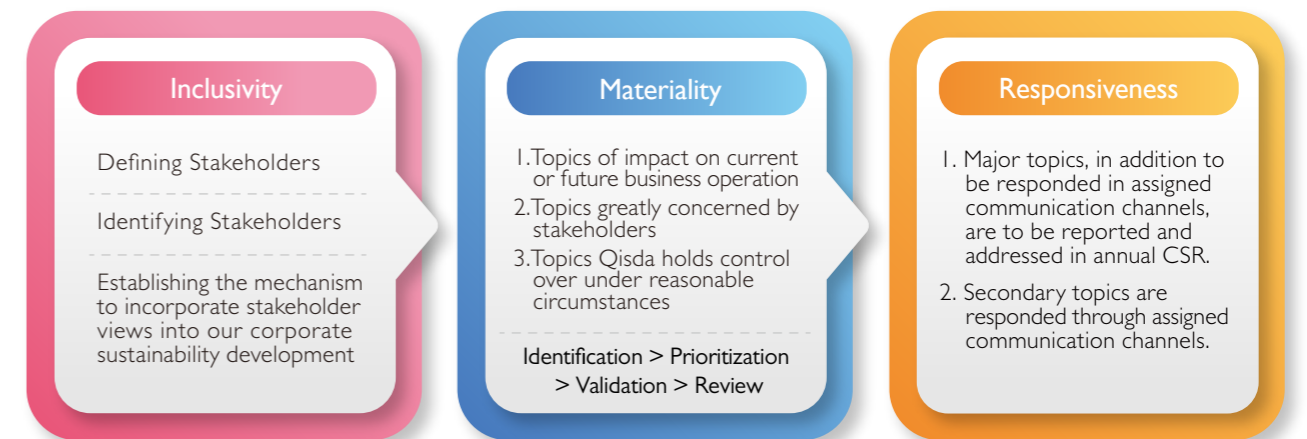 Inclusivity
Defining Stakeholders
Identifying Stakeholders
Establishing the mechanism
to incorporate stakeholder
views into our corporate
sustainability development
Materiality
1.Topics of impact on current
or future business operation
2.Topics greatly concerned by
stakeholders
3.Topics Qisda holds control
over under reasonable
circumstances
Identification > Prioritization
> Validation > Review
Responsiveness
1. Major topics, in addition to
be responded in assigned
communication channels,
are to be reported and
addressed in annual CSR.
2. Secondary topics are
responded through assigned
communication channels.